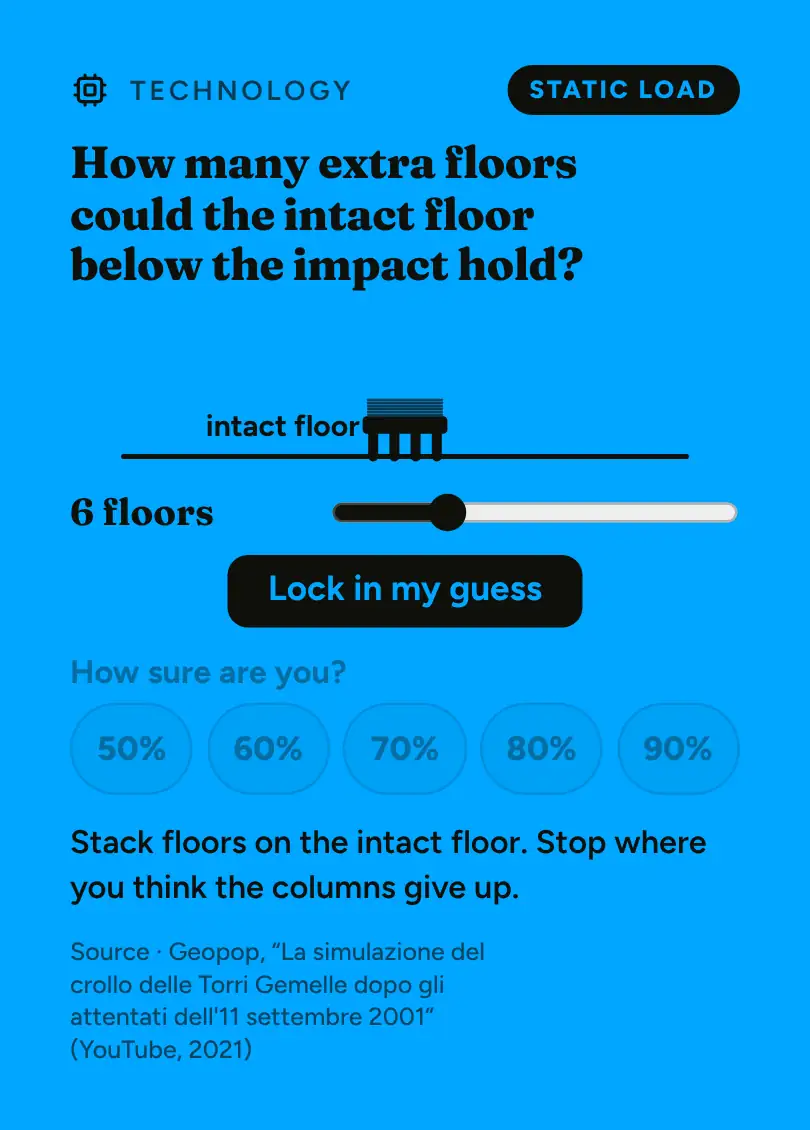 TECHNOLOGY
STATIC LOAD
How many extra floors
could the intact floor
below the impact hold?
intact floor
6 floors
Lock in my guess
How sure are you?
50%
60%
70%
80%
90%
Stack floors on the intact floor. Stop where
you think the columns give up.
Source · Geopop, “La simulazione del
crollo delle Torri Gemelle dopo gli
attentati dell'11 settembre 2001”
(YouTube, 2021)